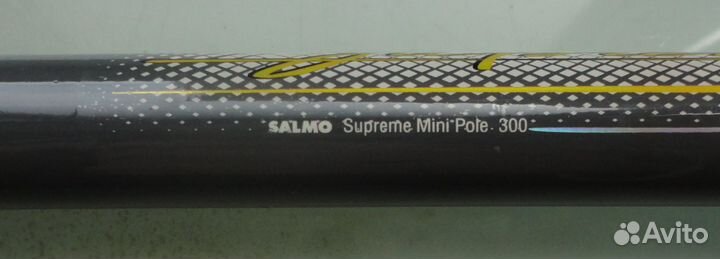 SALMO Supreme Mini Pole 300
Avito